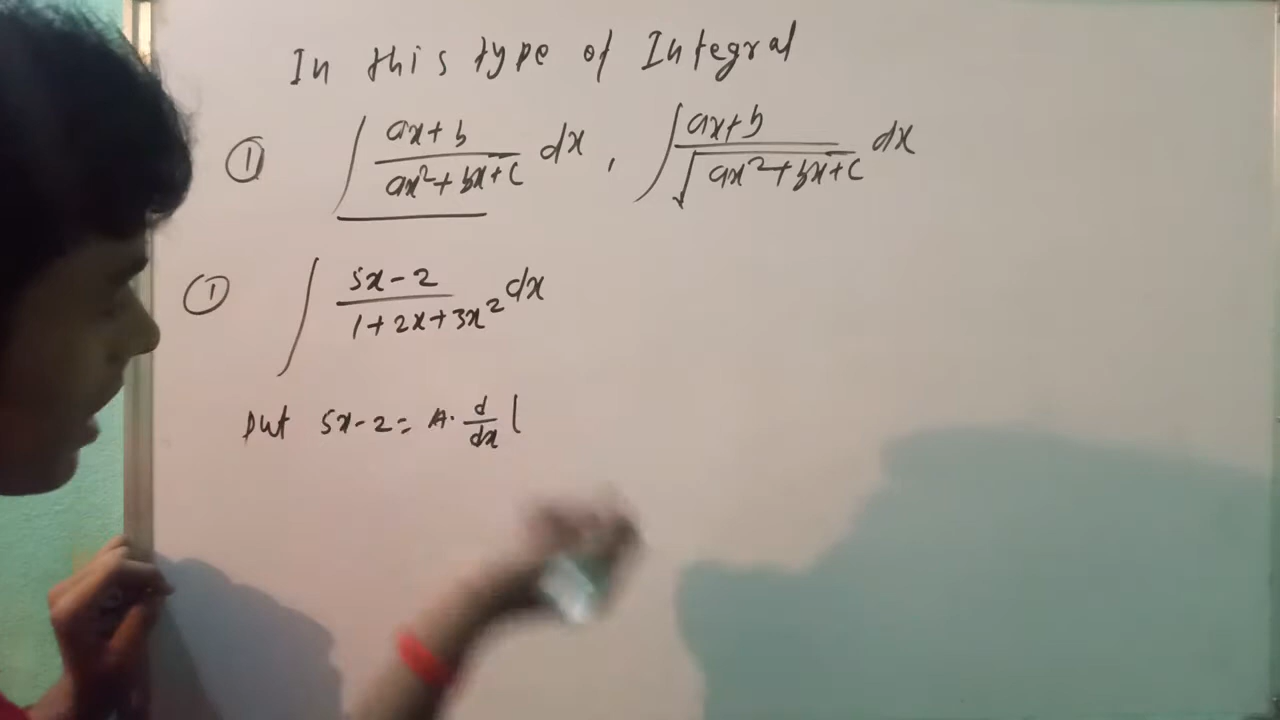 In this type of Integral
① ∫ (ax+b)/(ax²+bx+c) dx , ∫ (ax+b)/√(ax²+bx+c) dx
① ∫ (5x-2)/(1+2x+3x²) dx
put 5x-2 = A. d/dx (